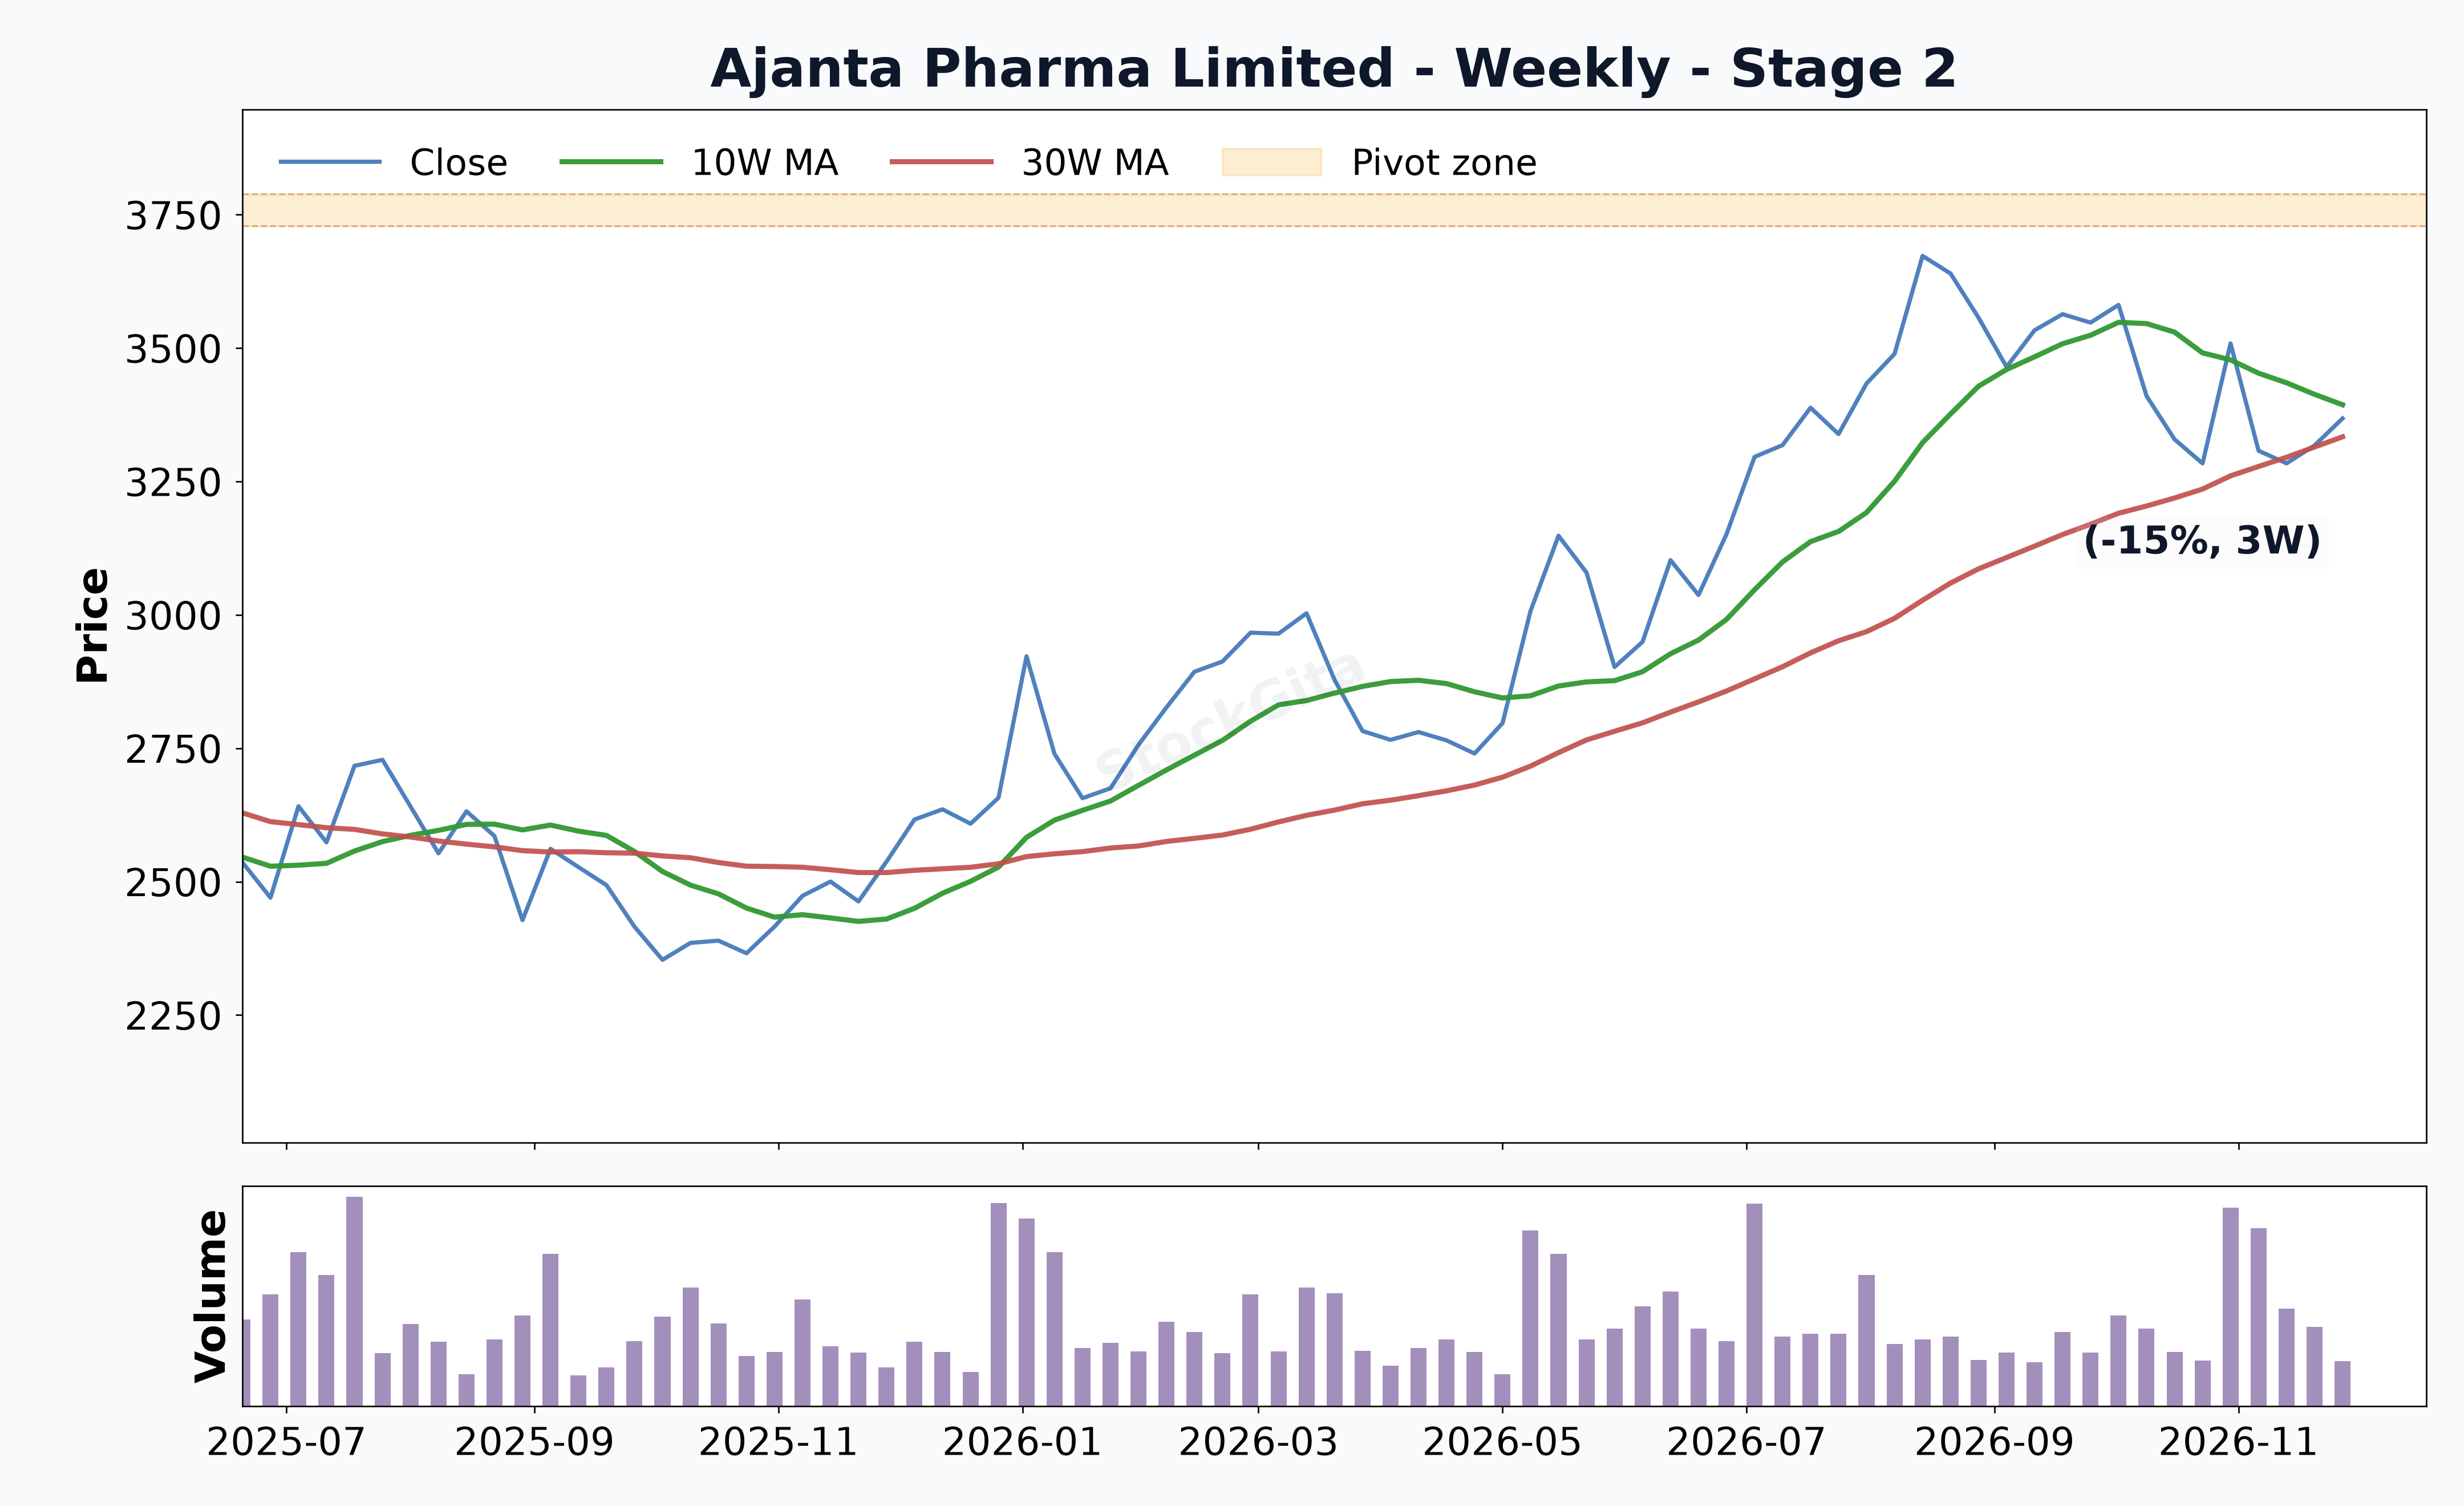 Ajanta Pharma Limited - Weekly - Stage 2
Close 10W MA 30W MA Pivot zone
3750
3500
3250
3000
2750
2500
2250
Price
(-15%, 3W)
StockGita
Volume
2025-07 2025-09 2025-11 2026-01 2026-03 2026-05 2026-07 2026-09 2026-11